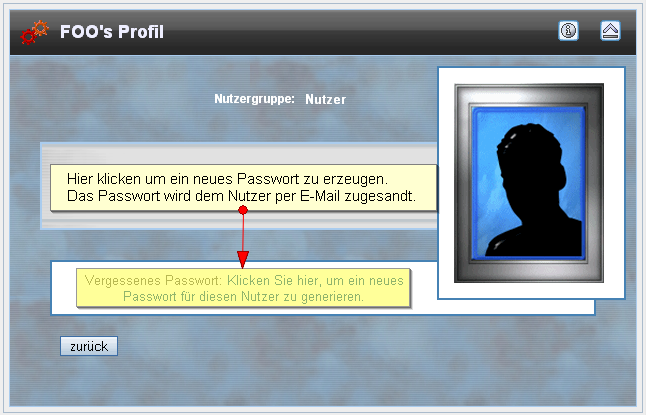 FOO's Profil
Nutzergruppe: Nutzer
Hier klicken um ein neues Passwort zu erzeugen.
Das Passwort wird dem Nutzer per E-Mail zugesandt.
Vergessenes Passwort: Klicken Sie hier, um ein neues
Passwort für diesen Nutzer zu generieren.
zurück